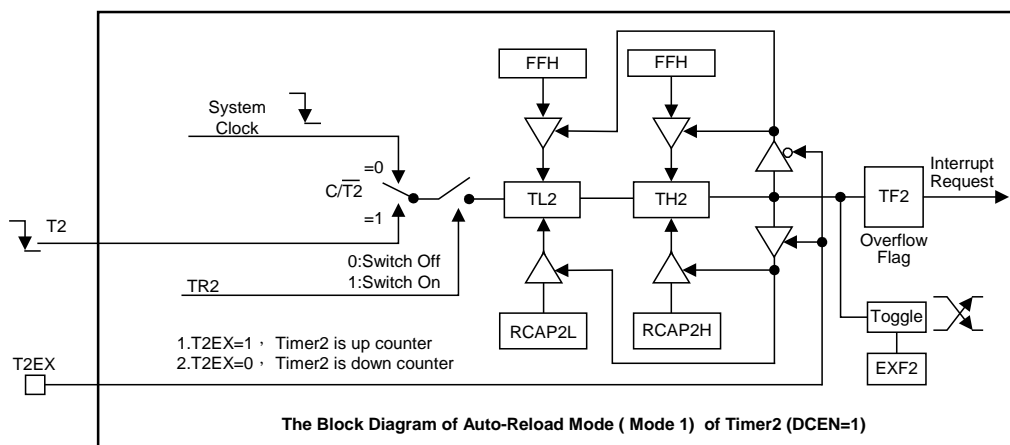 FFH
FFH
System
Clock
=0
C/T2
=1
TL2
TH2
TF2
Interrupt
Request
T2
Overflow
Flag
0:Switch Off
1:Switch On
TR2
RCAP2L
RCAP2H
Toggle
EXF2
1.T2EX=1，Timer2 is up counter
2.T2EX=0，Timer2 is down counter
T2EX
The Block Diagram of Auto-Reload Mode ( Mode 1) of Timer2 (DCEN=1)